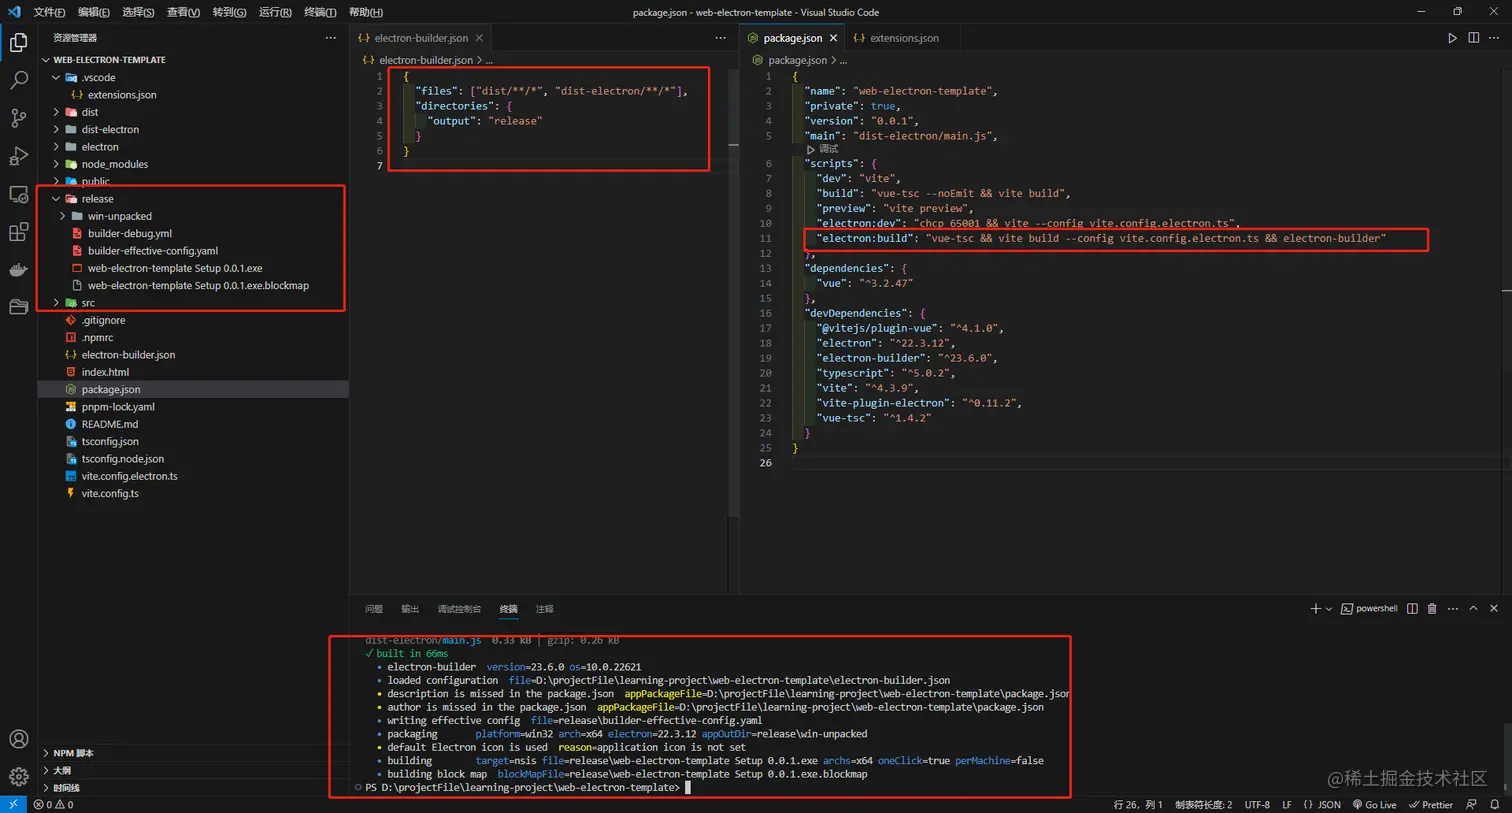 文件(F) 编辑(E) 选择(S) 查看(V) 转到(G) 运行(R) 终端(T) 帮助(H)
package.json - web-electron-template - Visual Studio Code
资源管理器
WEB-ELECTRON-TEMPLATE
.vscode
extensions.json
dist
dist-electron
electron
node_modules
public
release
win-unpacked
builder-debug.yml
builder-effective-config.yaml
web-electron-template Setup 0.0.1.exe
web-electron-template Setup 0.0.1.exe.blockmap
src
.gitignore
.npmrc
electron-builder.json
index.html
package.json
pnpm-lock.yaml
README.md
tsconfig.json
tsconfig.node.json
vite.config.electron.ts
vite.config.ts
NPM 脚本
大纲
时间线
electron-builder.json
electron-builder.json > ...
1 {
2 "files": ["dist/**/*", "dist-electron/**/*"],
3 "directories": {
4 "output": "release"
5 }
6 }
7
package.json extensions.json
package.json > ...
1 {
2 "name": "web-electron-template",
3 "private": true,
4 "version": "0.0.1",
5 "main": "dist-electron/main.js",
调试
6 "scripts": {
7 "dev": "vite",
8 "build": "vue-tsc --noEmit && vite build",
9 "preview": "vite preview",
10 "electron:dev": "chcp 65001 && vite --config vite.config.electron.ts",
11 "electron:build": "vue-tsc && vite build --config vite.config.electron.ts && electron-builder"
12 },
13 "dependencies": {
14 "vue": "^3.2.47"
15 },
16 "devDependencies": {
17 "@vitejs/plugin-vue": "^4.1.0",
18 "electron": "^22.3.12",
19 "electron-builder": "^23.6.0",
20 "typescript": "^5.0.2",
21 "vite": "^4.3.9",
22 "vite-plugin-electron": "^0.11.2",
23 "vue-tsc": "^1.4.2"
24 }
25 }
26
问题 输出 调试控制台 终端 注释
powershell
dist-electron/main.js 0.33 kB │ gzip: 0.26 kB
✓ built in 66ms
• electron-builder version=23.6.0 os=10.0.22621
• loaded configuration file=D:\projectFile\learning-project\web-electron-template\electron-builder.json
• description is missed in the package.json appPackageFile=D:\projectFile\learning-project\web-electron-template\package.json
• author is missed in the package.json appPackageFile=D:\projectFile\learning-project\web-electron-template\package.json
• writing effective config file=release\builder-effective-config.yaml
• packaging platform=win32 arch=x64 electron=22.3.12 appOutDir=release\win-unpacked
• default Electron icon is used reason=application icon is not set
• building target=nsis file=release\web-electron-template Setup 0.0.1.exe archs=x64 oneClick=true perMachine=false
• building block map blockMapFile=release\web-electron-template Setup 0.0.1.exe.blockmap
PS D:\projectFile\learning-project\web-electron-template>
@稀土掘金技术社区
0 0
行 26，列 1 制表符长度: 2 UTF-8 LF {} JSON Go Live Prettier